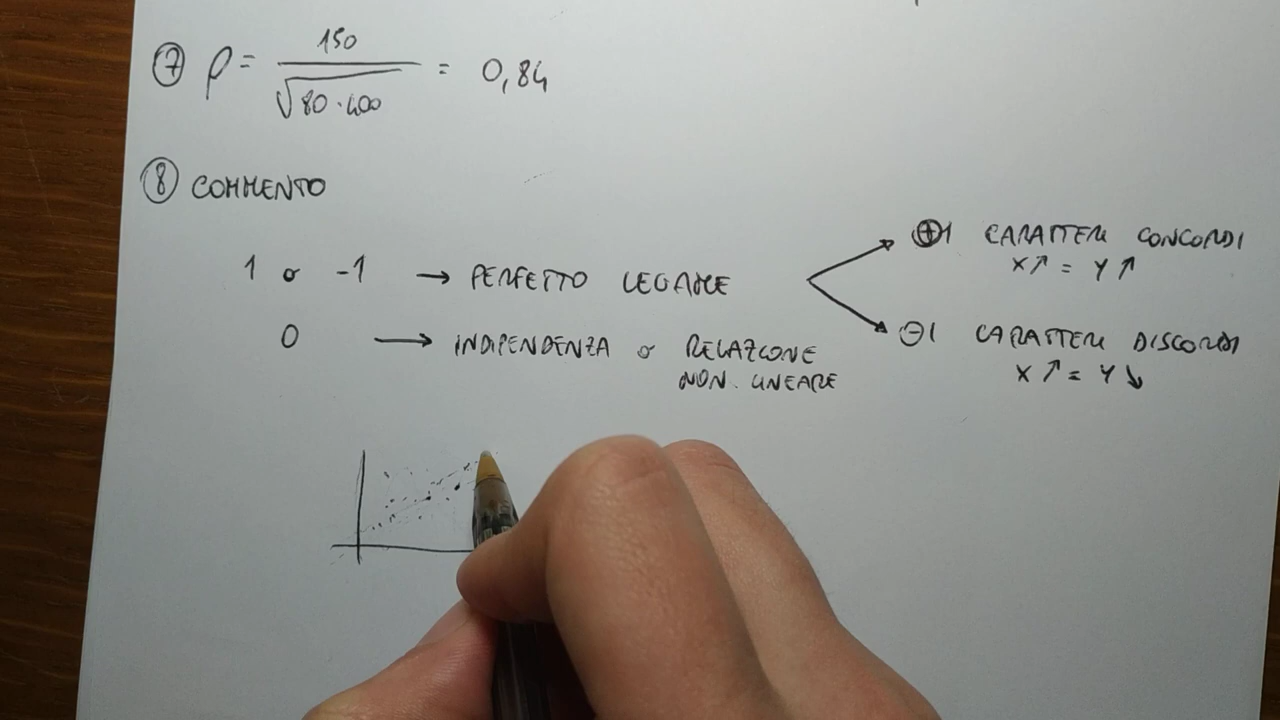 ⑦ ρ = 150 / √80·400 = 0,84
⑧ COMMENTO
1 o -1 → PERFETTO LEGAME
⊕1 CARATTERI CONCORDI
X↗ = Y↗
⊖1 CARATTERI DISCORDI
X↗ = Y↘
0 → INDIPENDENZA o RELAZIONE
NON. LINEARE